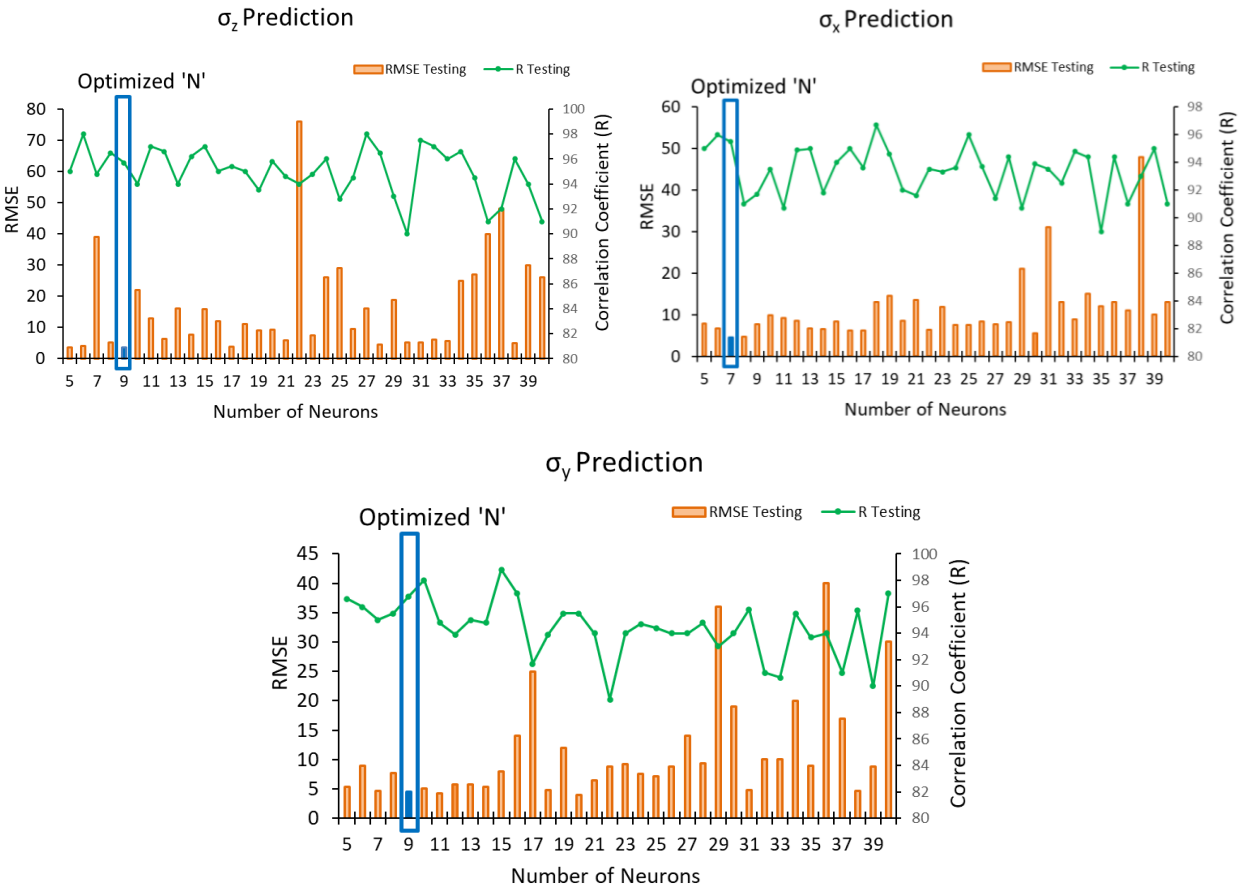 σz Prediction
Optimized 'N'
RMSE Testing R Testing
80 70 60 50 40 30 20 10 0
RMSE
100 98 96 94 92 90 88 86 84 82 80
Correlation Coefficient (R)
5 7 9 11 13 15 17 19 21 23 25 27 29 31 33 35 37 39
Number of Neurons
σx Prediction
Optimized 'N'
RMSE Testing R Testing
60 50 40 30 20 10 0
RMSE
98 96 94 92 90 88 86 84 82 80
Correlation Coefficient (R)
5 7 9 11 13 15 17 19 21 23 25 27 29 31 33 35 37 39
Number of Neurons
σy Prediction
Optimized 'N'
RMSE Testing R Testing
45 40 35 30 25 20 15 10 5 0
RMSE
100 98 96 94 92 90 88 86 84 82 80
Correlation Coefficient (R)
5 7 9 11 13 15 17 19 21 23 25 27 29 31 33 35 37 39
Number of Neurons